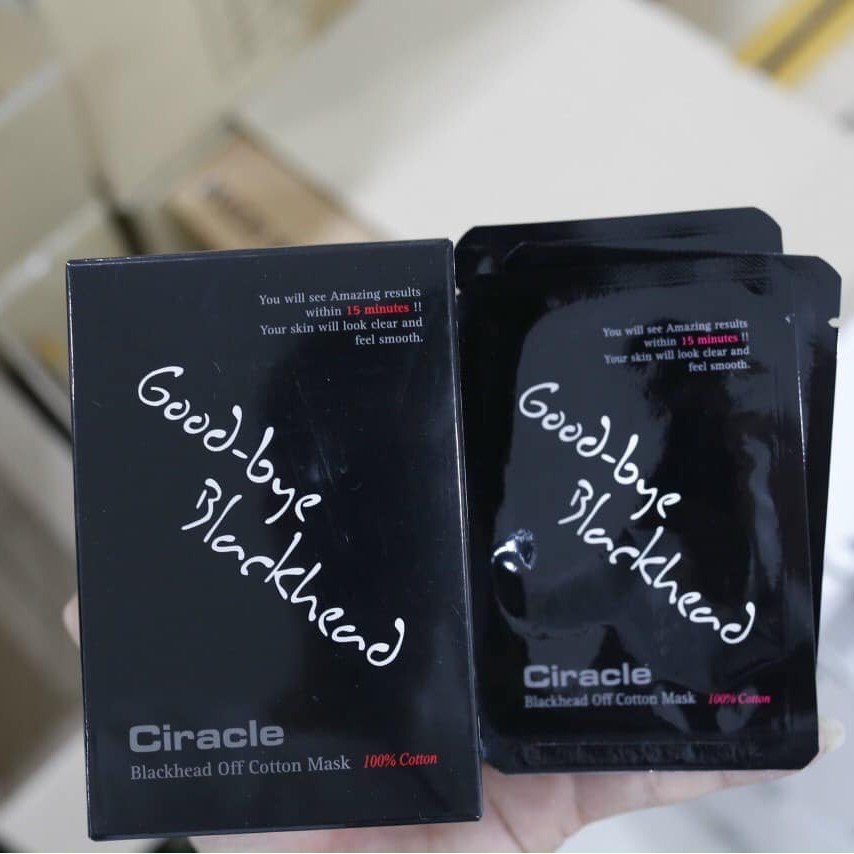 You will see Amazing results
within 15 minutes !!
Your skin will look clear and
feel smooth.
Good-bye
Blackhead
Ciracle
Blackhead Off Cotton Mask 100% Cotton
You will see Amazing results
within 15 minutes !!
Your skin will look clear and
feel smooth.
Good-bye
Blackhead
Ciracle
Blackhead Off Cotton Mask 100% Cotton